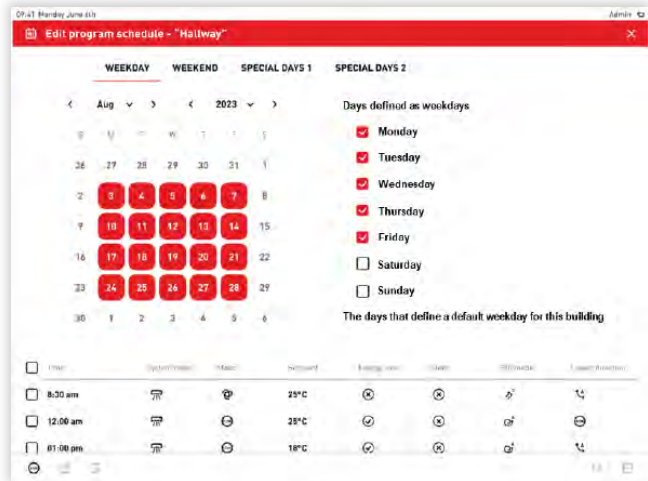 09:41 Monday June 6th Admin
Edit program schedule - "Hallway"
WEEKDAY WEEKEND SPECIAL DAYS 1 SPECIAL DAYS 2
Aug 2023
S M T W T F S
26 27 28 29 30 31 1
2 3 4 5 6 7 8
9 10 11 12 13 14 15
16 17 18 19 20 21 22
23 24 25 26 27 28 29
30 1 2 3 4 5 6
Days defined as weekdays
Monday
Tuesday
Wednesday
Thursday
Friday
Saturday
Sunday
The days that define a default weekday for this building
Time Setpoint
8:30 am 25°C
12:00 am 25°C
01:00 pm 18°C